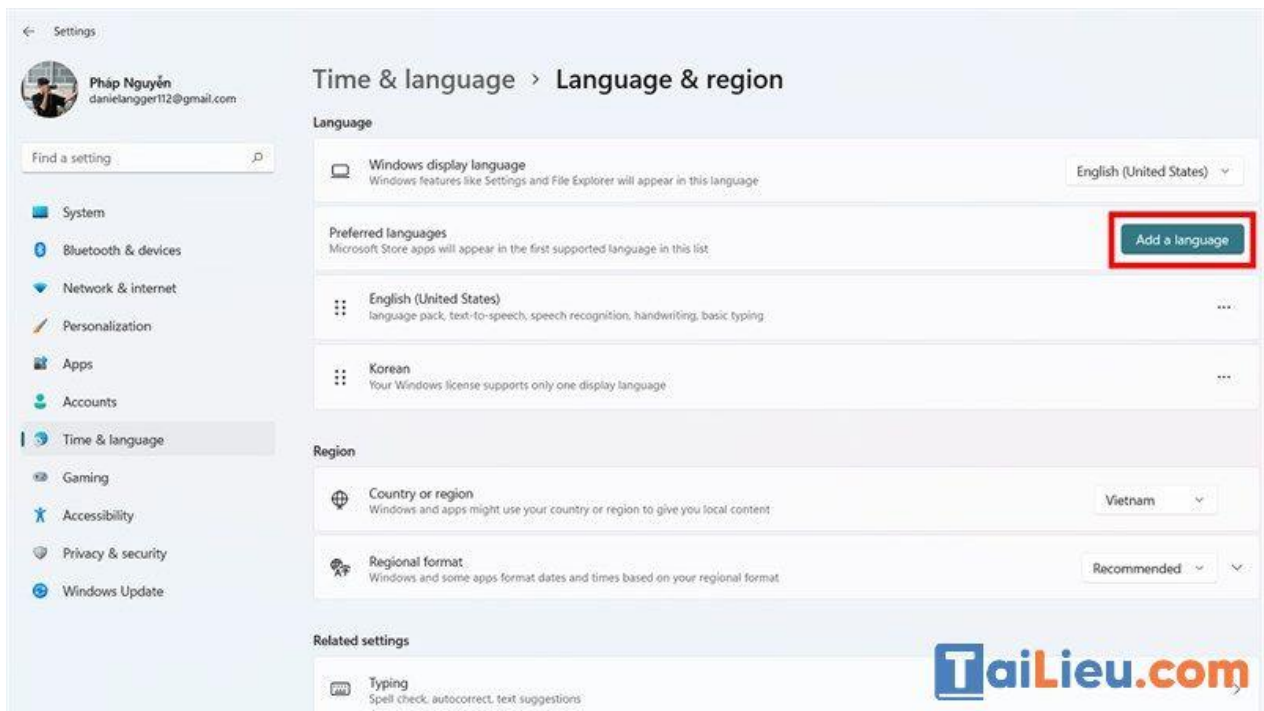 Settings
Pháp Nguyễn
danielangger112@gmail.com
Find a setting
System
Bluetooth & devices
Network & internet
Personalization
Apps
Accounts
Time & language
Gaming
Accessibility
Privacy & security
Windows Update
Time & language > Language & region
Language
Windows display language
Windows features like Settings and File Explorer will appear in this language
English (United States)
Preferred languages
Microsoft Store apps will appear in the first supported language in this list
Add a language
English (United States)
language pack, text-to-speech, speech recognition, handwriting, basic typing
Korean
Your Windows license supports only one display language
Region
Country or region
Windows and apps might use your country or region to give you local content
Vietnam
Regional format
Windows and some apps format dates and times based on your regional format
Recommended
Related settings
Typing
Spell check, autocorrect, text suggestions
TaiLieu.com